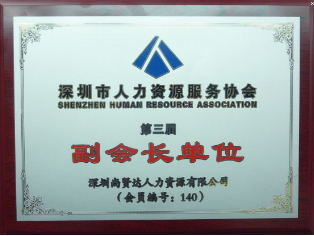 深圳市人力资源服务协会
SHENZHEN HUMAN RESOURCE ASSOCIATION
第三届
副会长单位
深圳尚贤达人力资源有限公司
（会员编号：140）